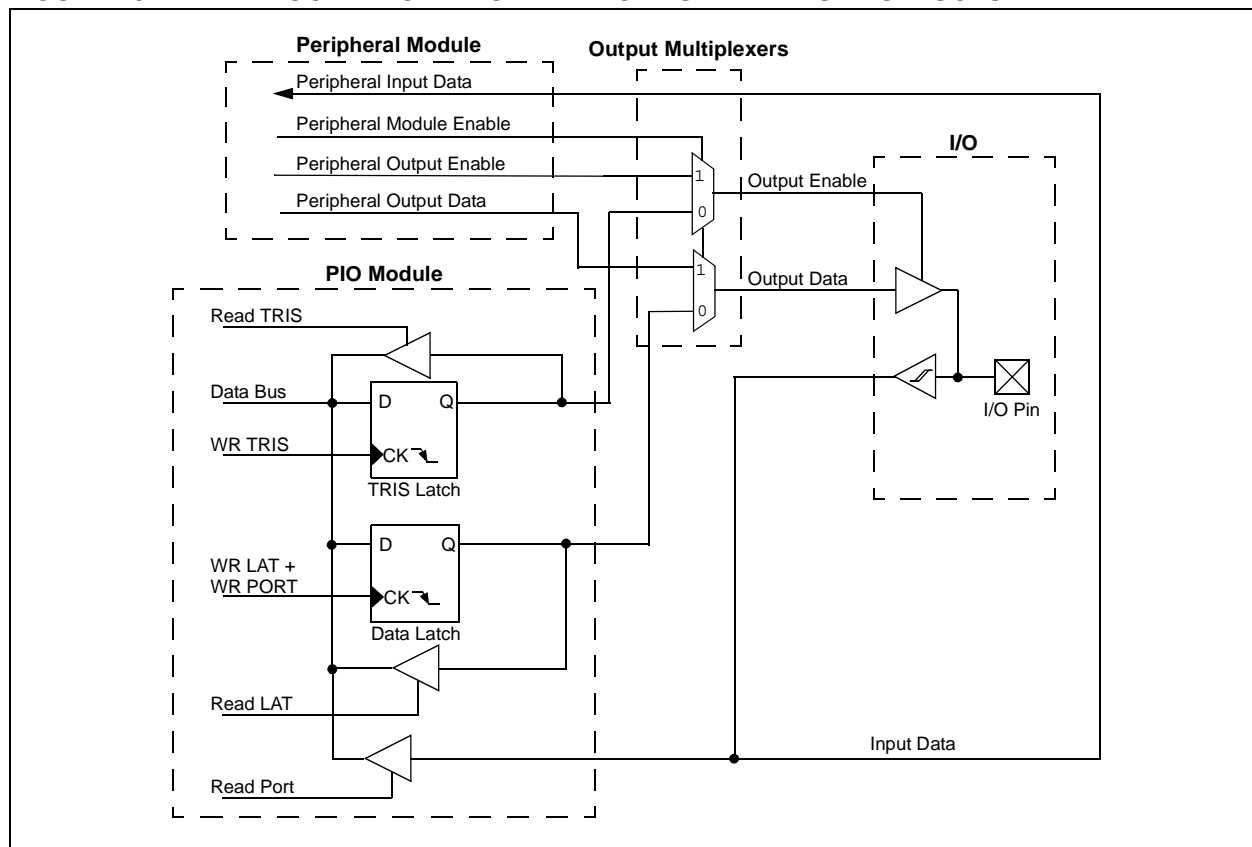 Peripheral Module
Peripheral Input Data
Peripheral Module Enable
Peripheral Output Enable
Peripheral Output Data
Output Multiplexers
1
0
1
0
Output Enable
Output Data
I/O
I/O Pin
PIO Module
Read TRIS
Data Bus
D Q
WR TRIS
CK
TRIS Latch
D Q
WR LAT +
WR PORT
CK
Data Latch
Read LAT
Read Port
Input Data